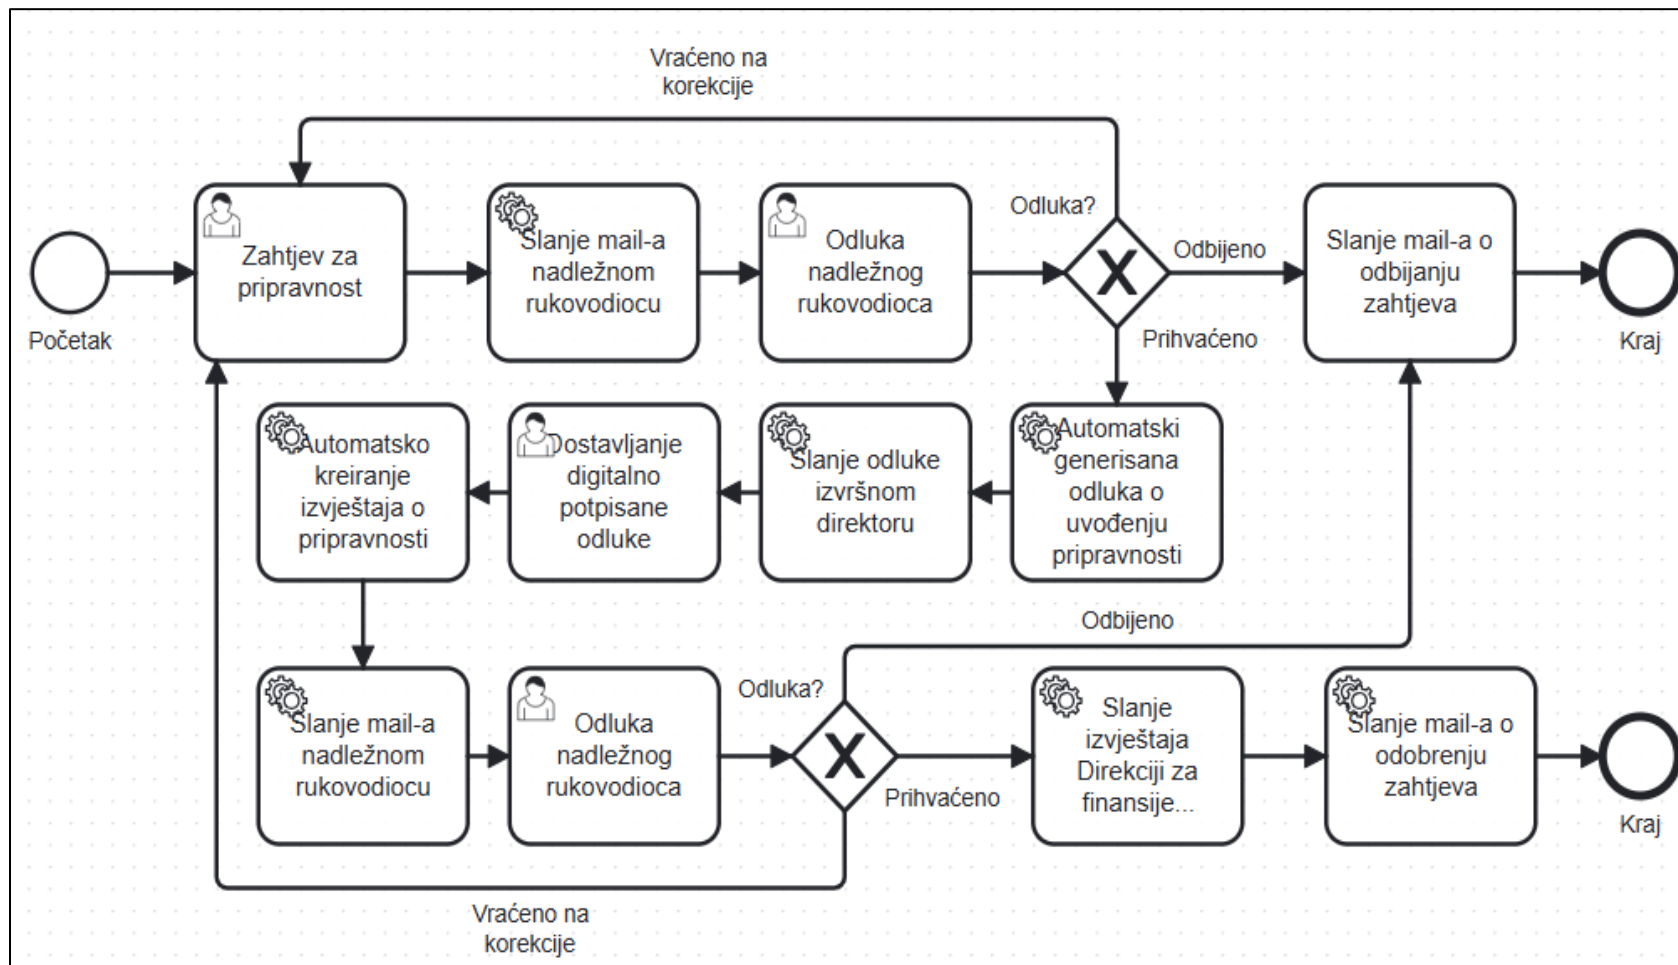 Vraćeno na
korekcije
Zahtjev za
pripravnost
Slanje mail-a
nadležnom
rukovodiocu
Odluka
nadležnog
rukovodioca
Odluka?
Odbijeno
Prihvaćeno
Slanje mail-a o
odbijanju
zahtjeva
Početak
Kraj
Automatsko
kreiranje
izvještaja o
pripravnosti
Dostavljanje
digitalno
potpisane
odluke
Slanje odluke
izvršnom
direktoru
Automatski
generisana
odluka o
uvođenju
pripravnosti
Odbijeno
Slanje mail-a
nadležnom
rukovodiocu
Odluka
nadležnog
rukovodioca
Odluka?
Prihvaćeno
Slanje
izvještaja
Direkciji za
finansije...
Slanje mail-a o
odobrenju
zahtjeva
Kraj
Vraćeno na
korekcije